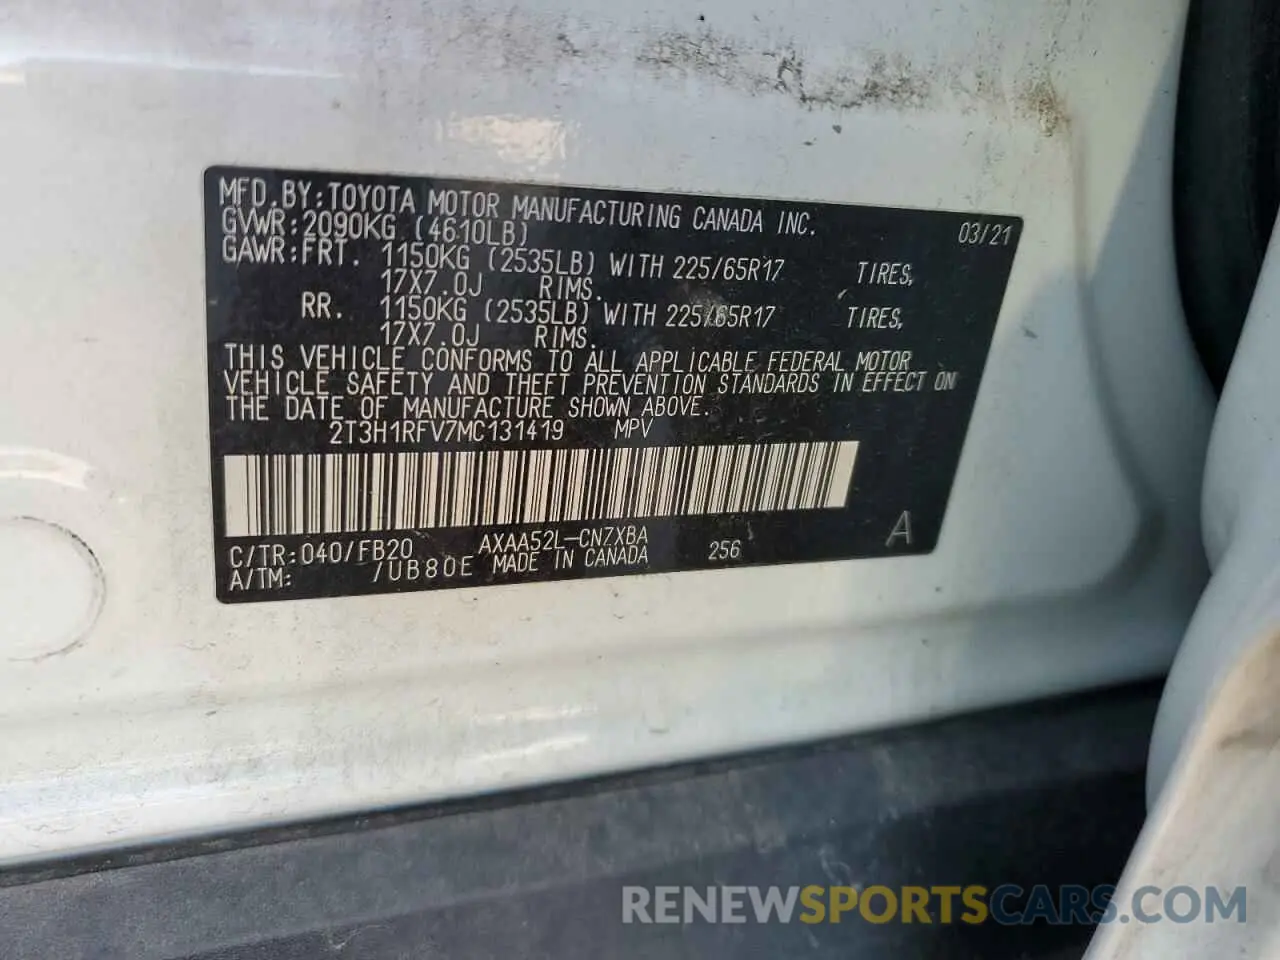 MFD.BY:TOYOTA MOTOR MANUFACTURING CANADA INC. 03/21
GVWR:2090KG (4610LB)
GAWR:FRT. 1150KG (2535LB) WITH 225/65R17 TIRES,
17X7.0J RIMS.
RR. 1150KG (2535LB) WITH 225/65R17 TIRES,
17X7.0J RIMS.
THIS VEHICLE CONFORMS TO ALL APPLICABLE FEDERAL MOTOR
VEHICLE SAFETY AND THEFT PREVENTION STANDARDS IN EFFECT ON
THE DATE OF MANUFACTURE SHOWN ABOVE.
2T3H1RFV7MC131419 MPV
C/TR:040/FB20 AXAA52L-CNZXBA 256 A
A/TM: /UB80E MADE IN CANADA
RENEWSPORTSCARS.COM